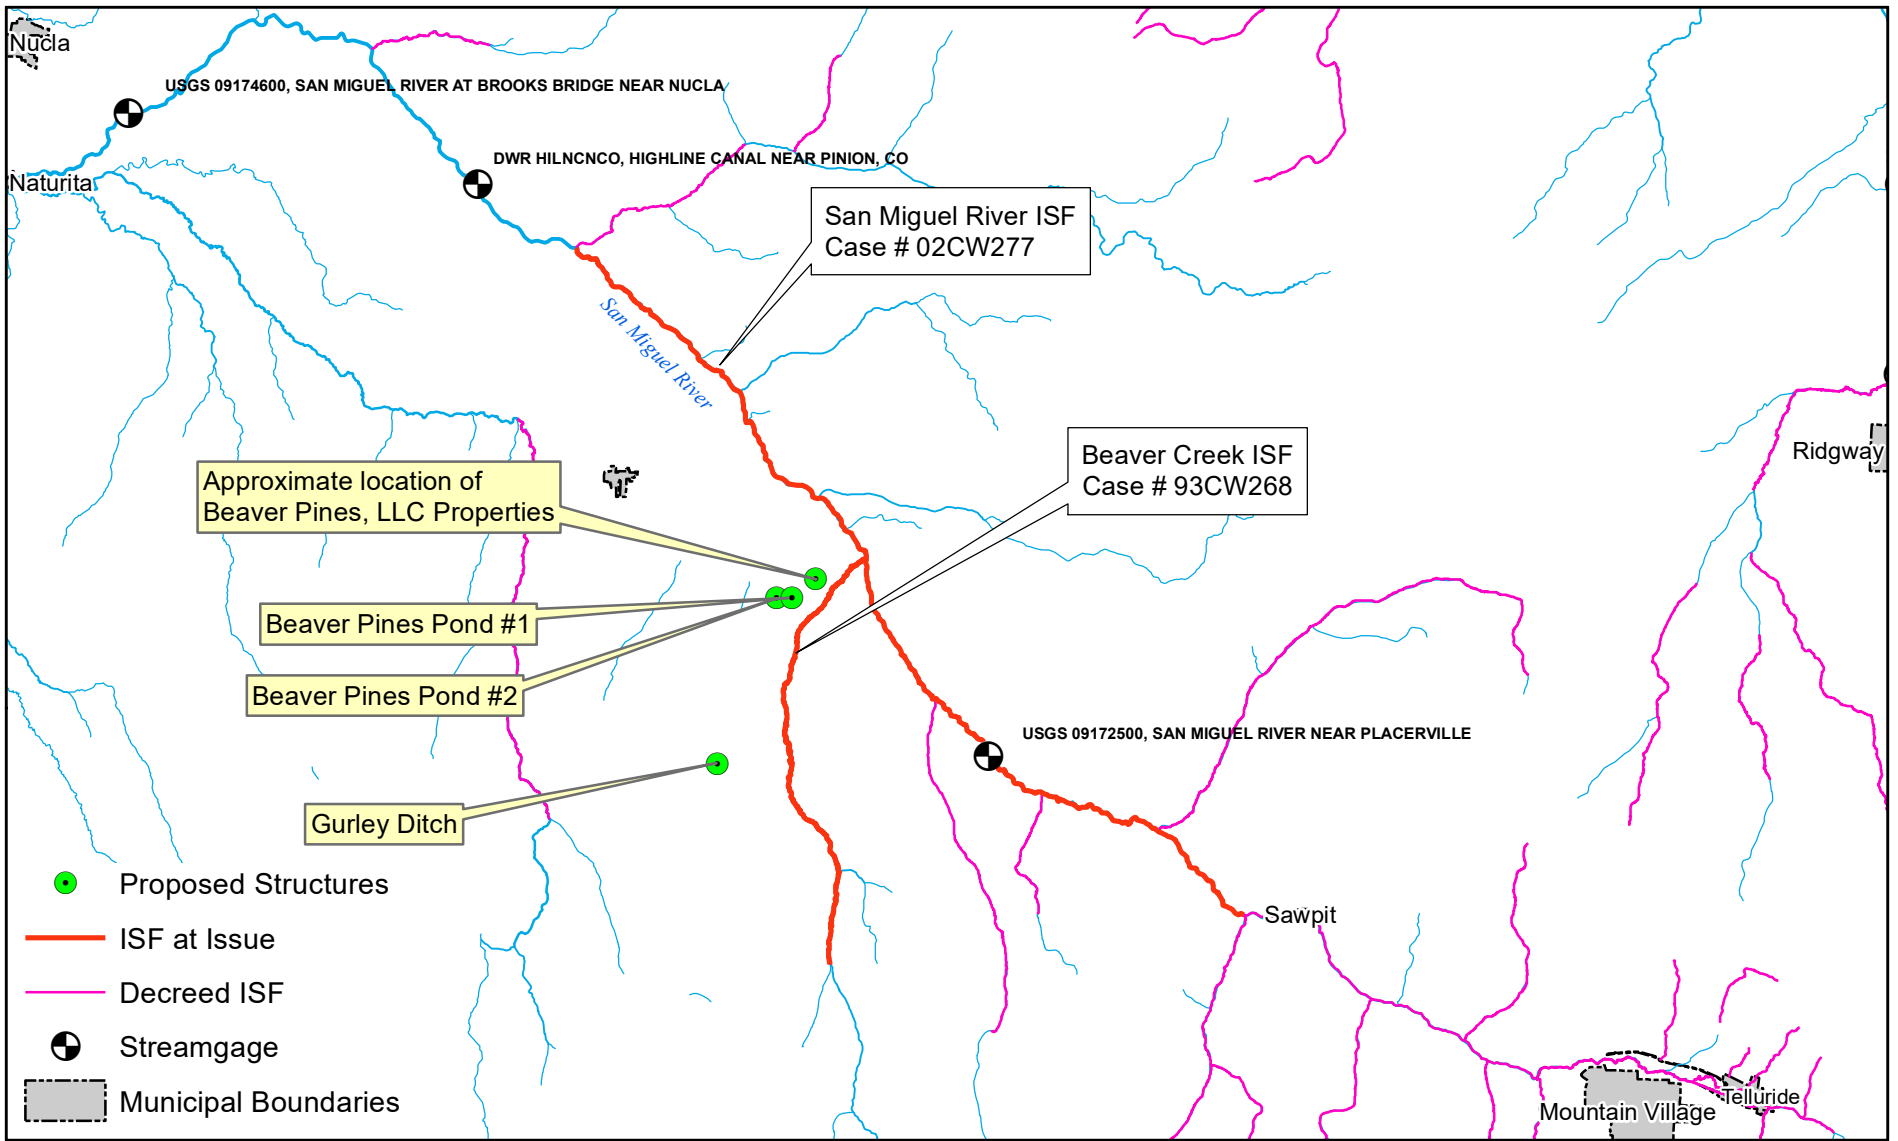 Nucla
USGS 09174600, SAN MIGUEL RIVER AT BROOKS BRIDGE NEAR NUCLA
DWR HILNCNCO, HIGHLINE CANAL NEAR PINION, CO
Naturita
San Miguel River ISF
Case # 02CW277
San Miguel River
Beaver Creek ISF
Case # 93CW268
Ridgway
Approximate location of
Beaver Pines, LLC Properties
Beaver Pines Pond #1
Beaver Pines Pond #2
USGS 09172500, SAN MIGUEL RIVER NEAR PLACERVILLE
Gurley Ditch
Sawpit
Proposed Structures
ISF at Issue
Decreed ISF
Streamgage
Municipal Boundaries
Telluride
Mountain Village